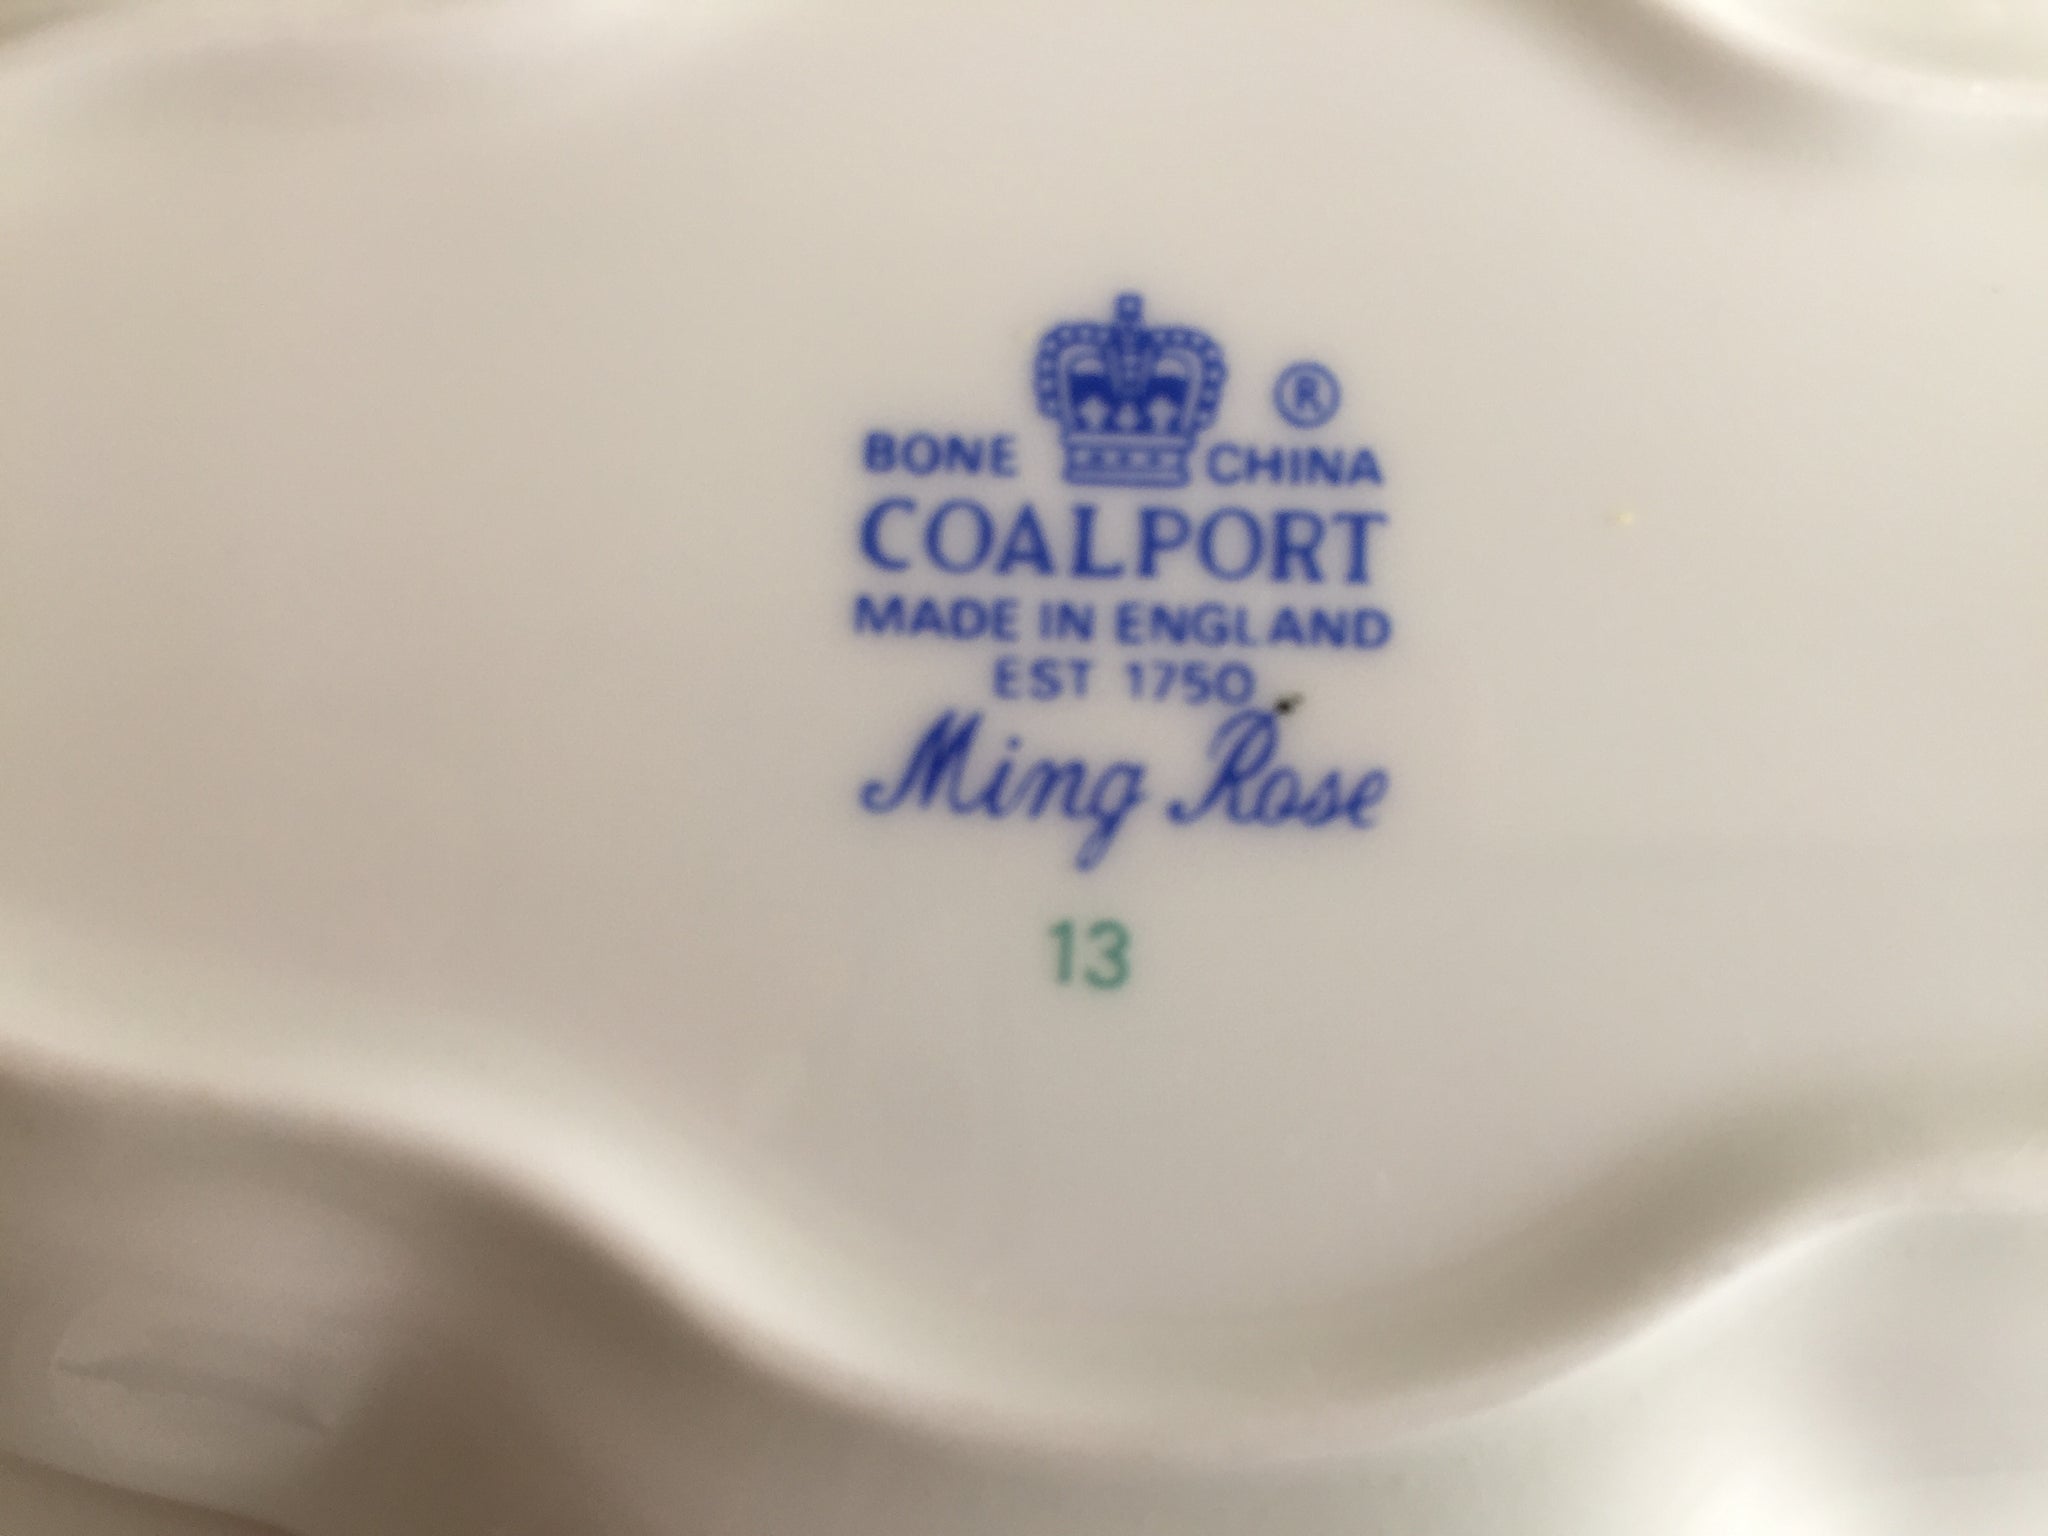 ®
BONE CHINA
COALPORT
MADE IN ENGLAND
EST 1750
Ming Rose
13